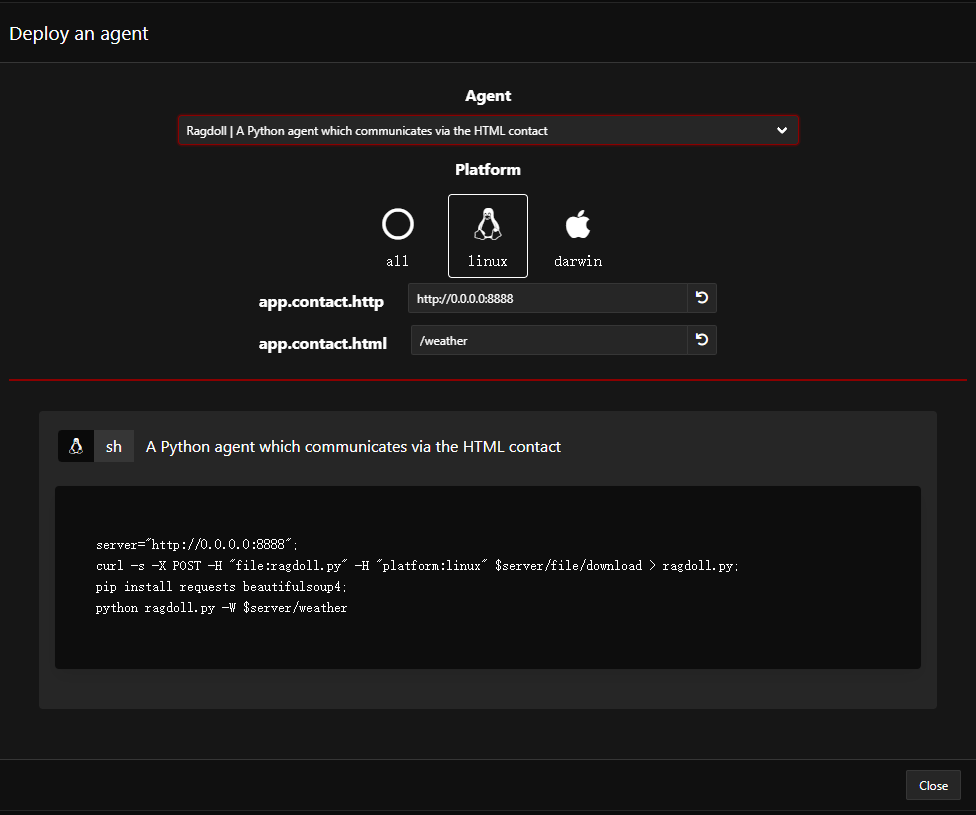 Deploy an agent
Agent
Ragdoll | A Python agent which communicates via the HTML contact
Platform
all
linux
darwin
app.contact.http
http://0.0.0.0:8888
app.contact.html
/weather
sh
A Python agent which communicates via the HTML contact
server="http://0.0.0.0:8888";
curl -s -X POST -H "file:ragdoll.py" -H "platform:linux" $server/file/download > ragdoll.py;
pip install requests beautifulsoup4;
python ragdoll.py -W $server/weather
Close